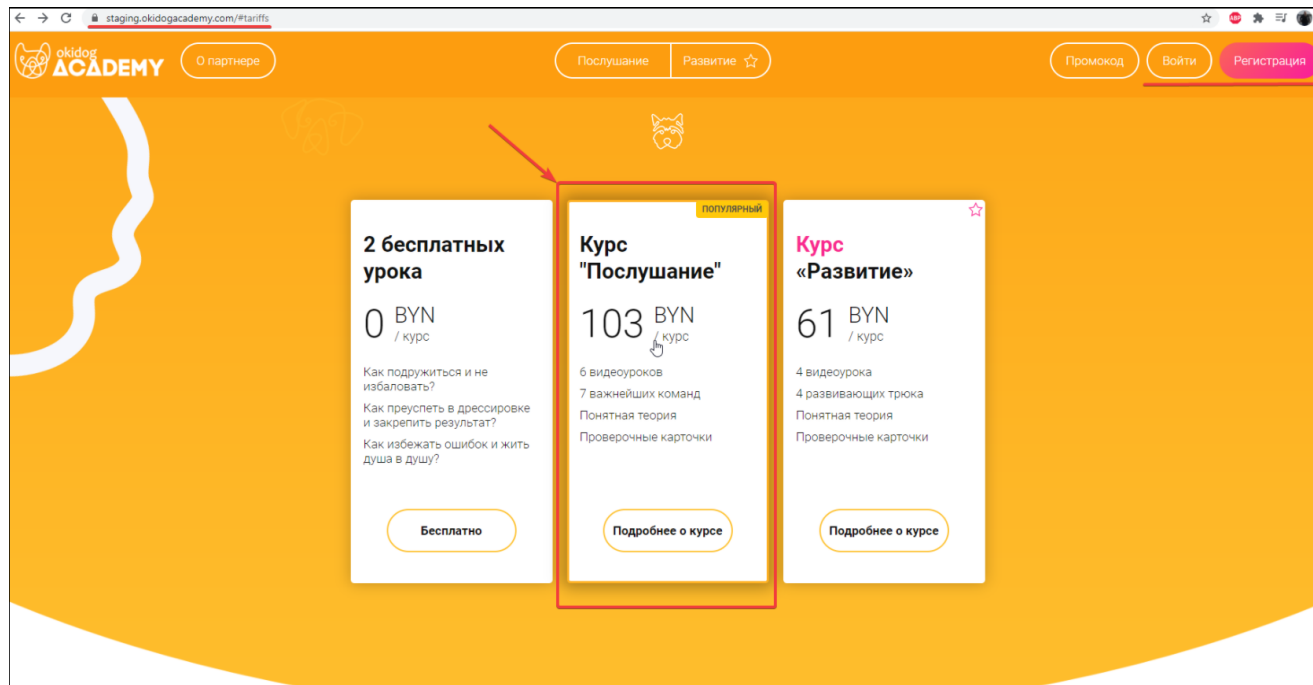 staging.okidogacademy.com/#tariffs
ABP
okidog
ACADEMY
О партнере
Послушание
Развитие
Промокод
Войти
Регистрация
2 бесплатных
урока
0 BYN
/ курс
Как подружиться и не
избаловать?
Как преуспеть в дрессировке
и закрепить результат?
Как избежать ошибок и жить
душа в душу?
Бесплатно
ПОПУЛЯРНЫЙ
Курс
"Послушание"
103 BYN
/ курс
6 видеоуроков
7 важнейших команд
Понятная теория
Проверочные карточки
Подробнее о курсе
Курс
«Развитие»
61 BYN
/ курс
4 видеоурока
4 развивающих трюка
Понятная теория
Проверочные карточки
Подробнее о курсе